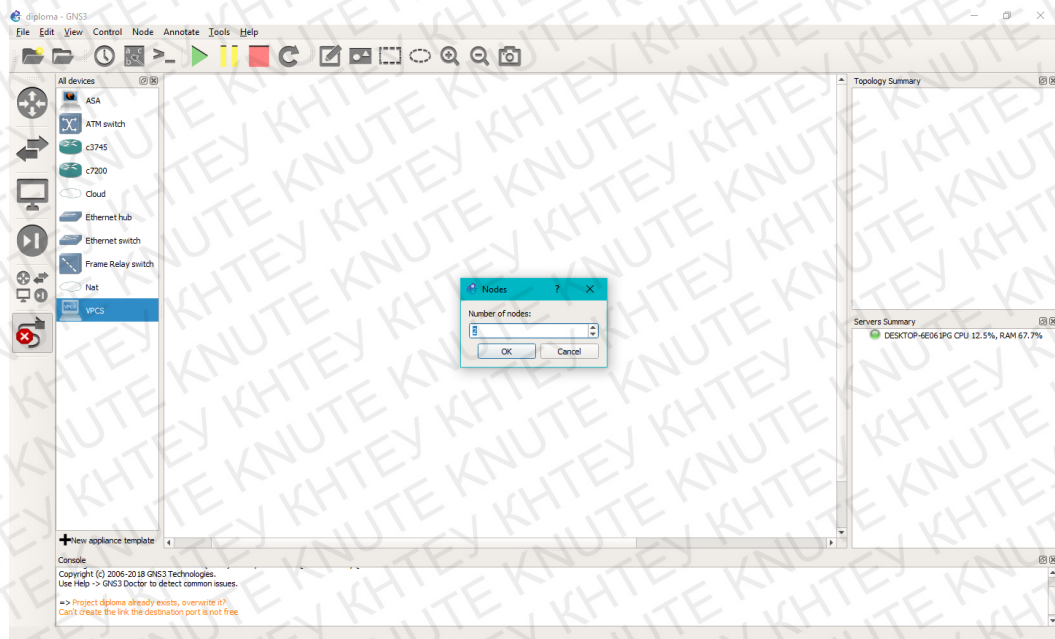 diploma - GNS3
File Edit View Control Node Annotate Tools Help
All devices
ASA
ATM switch
c3745
c7200
Cloud
Ethernet hub
Ethernet switch
Frame Relay switch
Nat
VPCS
New appliance template
Nodes ?
Number of nodes:
2
OK Cancel
Topology Summary
Servers Summary
DESKTOP-6E061PG CPU 12.5%, RAM 67.7%
Console
Copyright (c) 2006-2018 GNS3 Technologies.
Use Help -> GNS3 Doctor to detect common issues.
=> Project diploma already exists, overwrite it?
Can't create the link the destination port is not free
KNUTE KHTEY